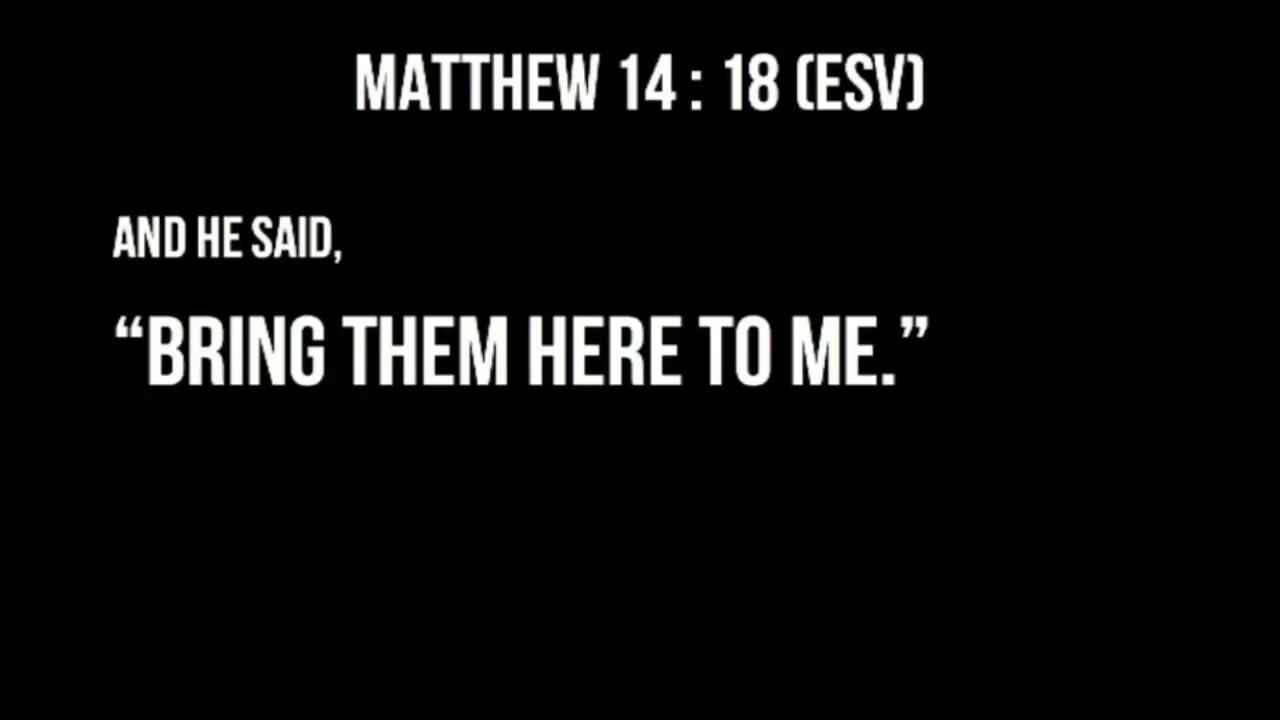 MATTHEW 14 : 18 (ESV)
AND HE SAID,
“BRING THEM HERE TO ME.”